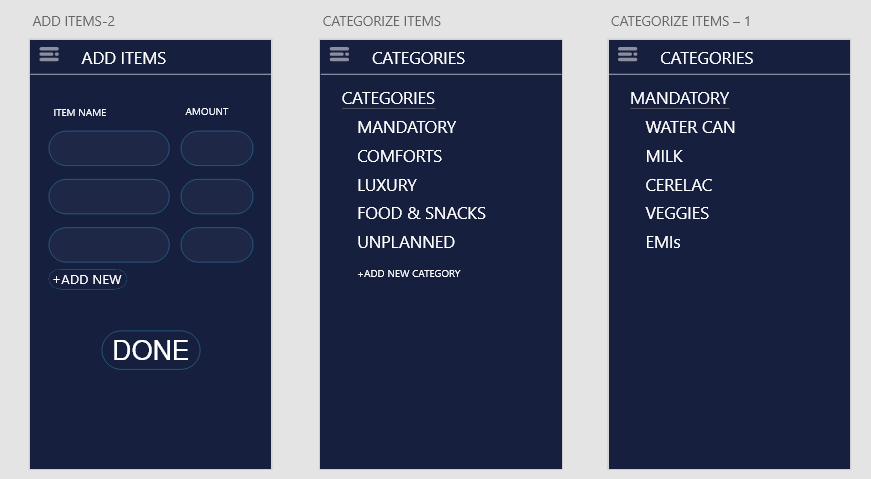 ADD ITEMS-2
ADD ITEMS
ITEM NAME
AMOUNT
+ADD NEW
DONE
CATEGORIZE ITEMS
CATEGORIES
CATEGORIES
MANDATORY
COMFORTS
LUXURY
FOOD & SNACKS
UNPLANNED
+ADD NEW CATEGORY
CATEGORIZE ITEMS – 1
CATEGORIES
MANDATORY
WATER CAN
MILK
CERELAC
VEGGIES
EMIs